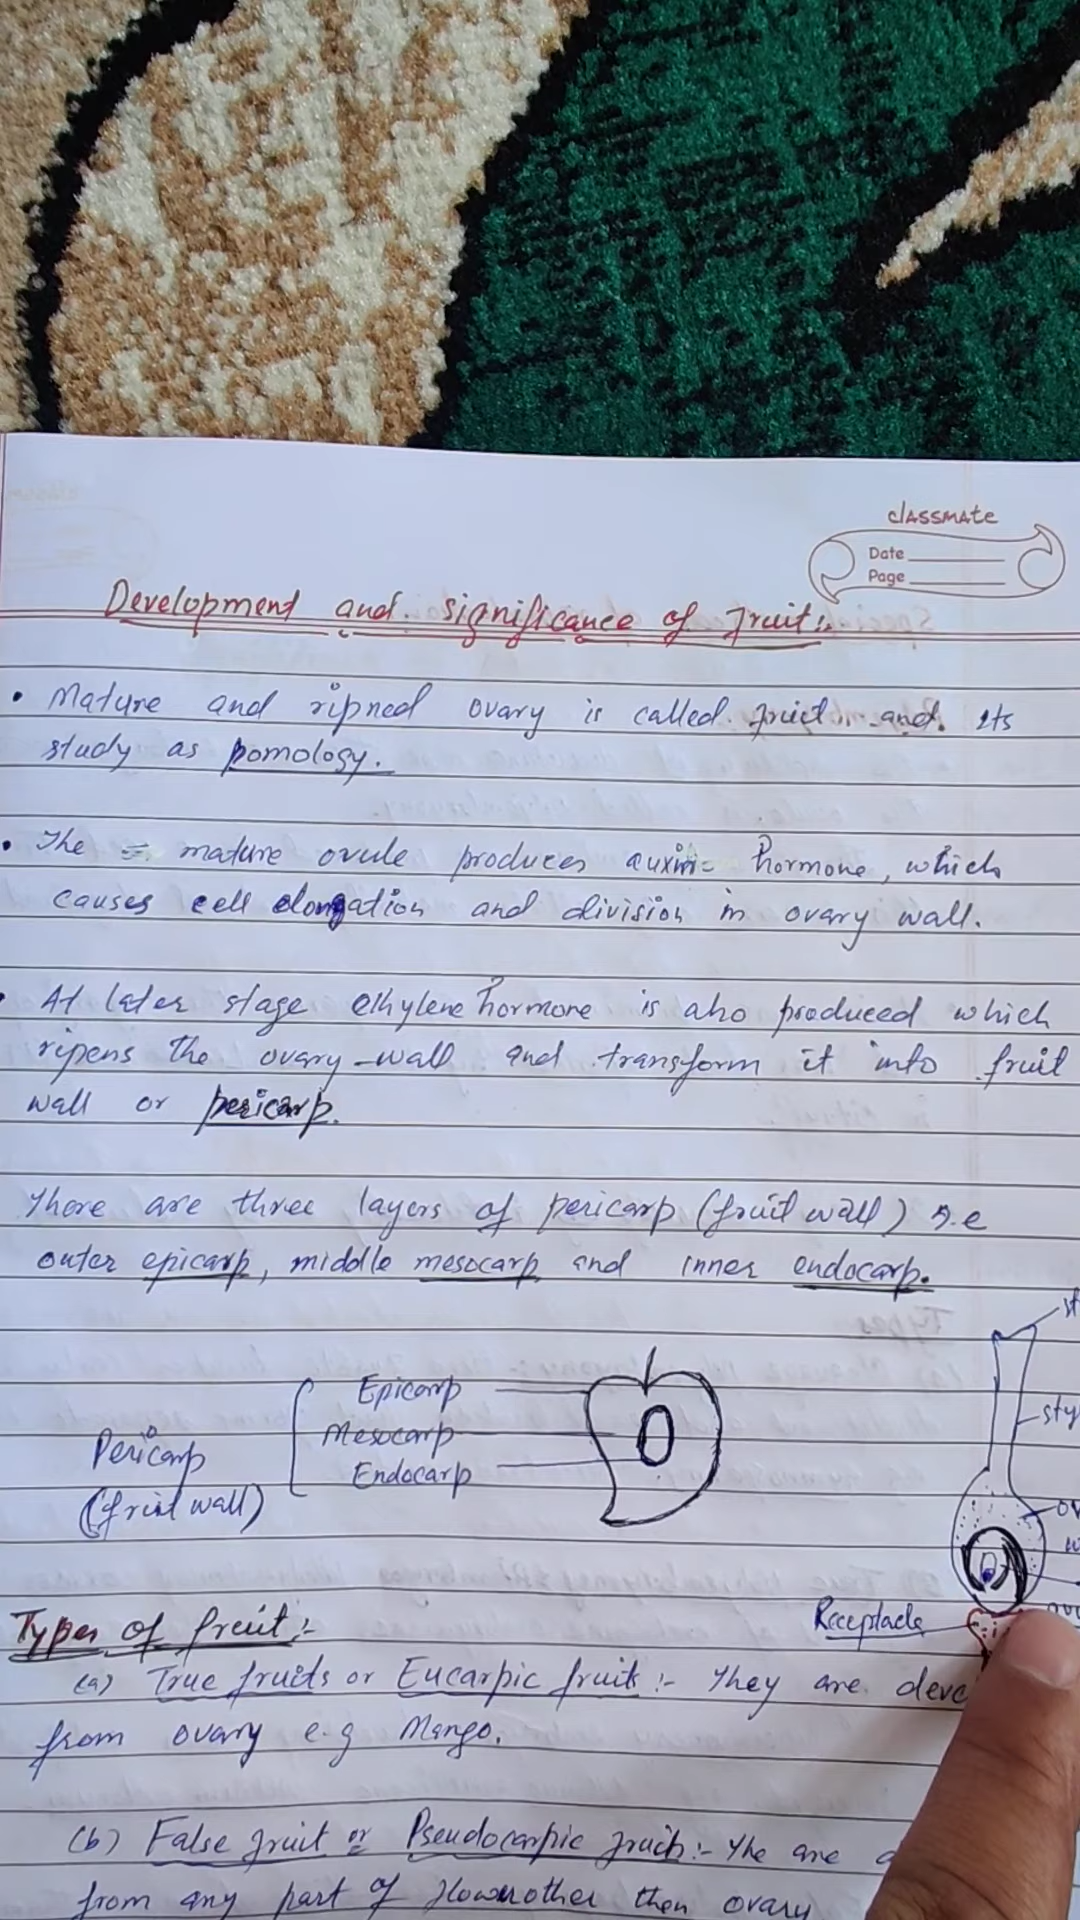 classmate
Date
Page
Development and significance of fruit:-
• Mature and ripned ovary is called fruit and its
study as pomology.
• The mature ovule produces auxin hormone, which
causes cell elongation and division in ovary wall.
• At later stage ethylene hormone is also produced which
ripens the ovary-wall and transform it into fruit
wall or pericarp.
There are three layers of pericarp (fruit wall) i.e
outer epicarp, middle mesocarp and inner endocarp.
Epicarp
Mesocarp
Endocarp
Pericarp
(fruit wall)
Receptacle
Types of fruit:-
(a) True fruits or Eucarpic fruit:- They are deve
from ovary e.g Mango.
(b) False fruit or Pseudocarpic fruit:- The are
from any part of flower other then ovary